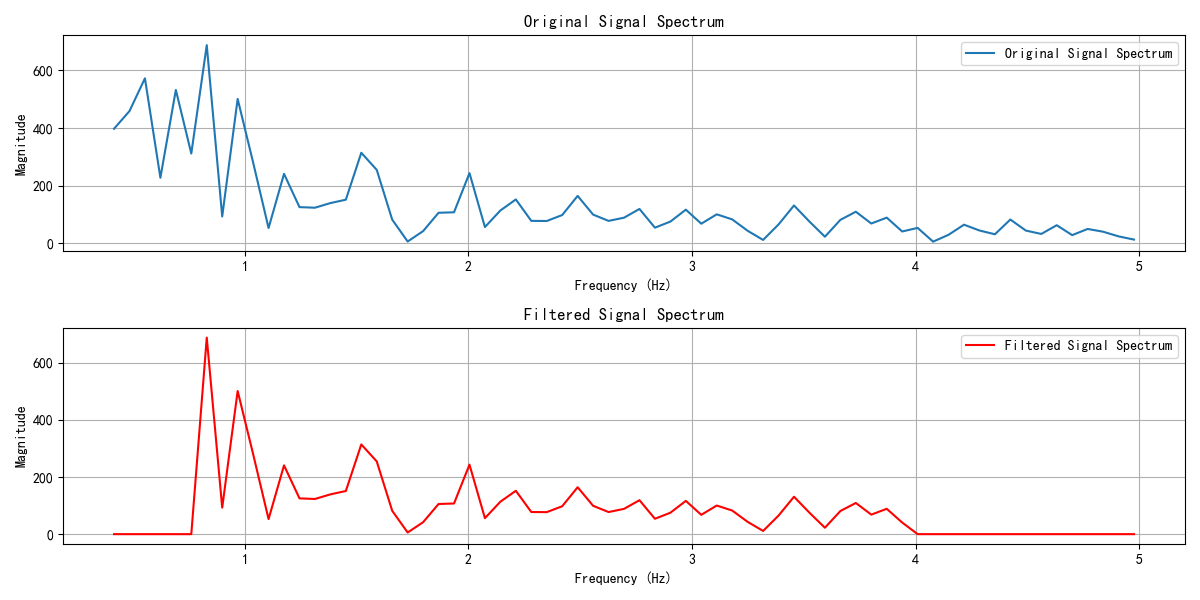 Original Signal Spectrum
Original Signal Spectrum
600
400
200
0
Magnitude
1 2 3 4 5
Frequency (Hz)
Filtered Signal Spectrum
Filtered Signal Spectrum
600
400
200
0
Magnitude
1 2 3 4 5
Frequency (Hz)